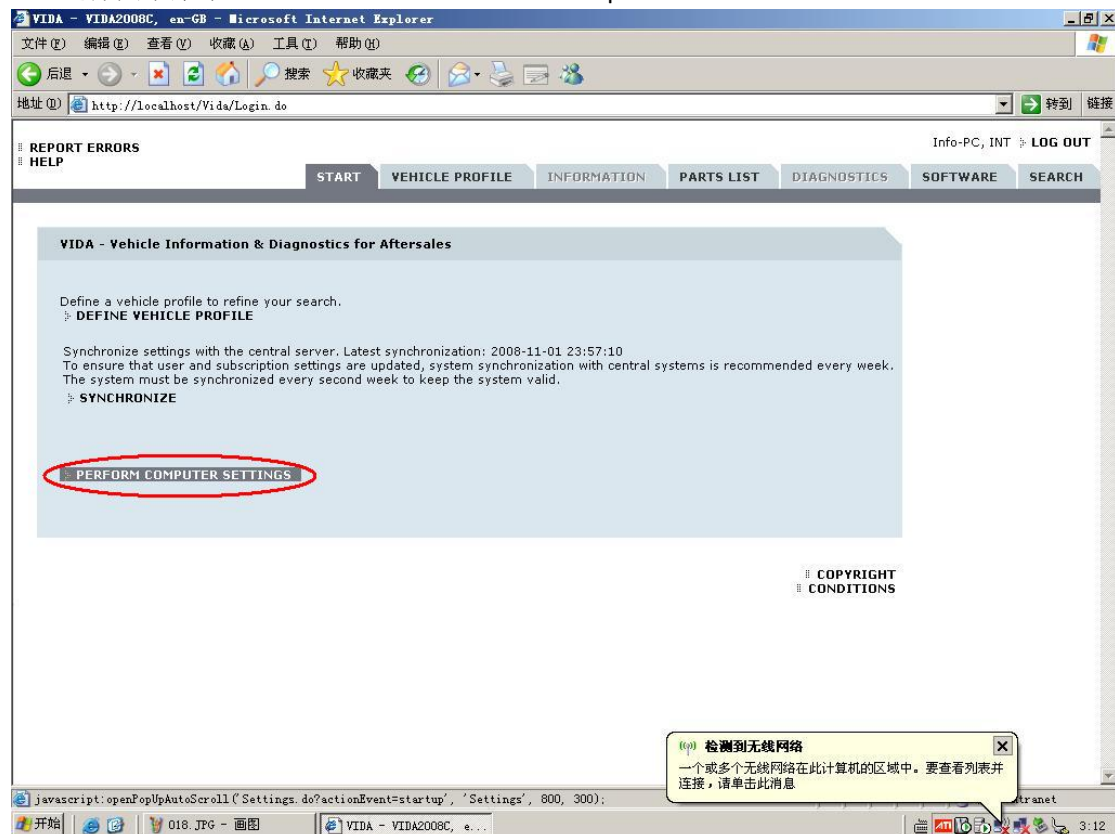 VIDA - VIDA2008C, en-GB - Microsoft Internet Explorer
文件(F) 编辑(E) 查看(V) 收藏(A) 工具(T) 帮助(H)
后退 搜索 收藏夹
地址(D) http://localhost/Vida/Login.do 转到 链接
REPORT ERRORS
HELP
Info-PC, INT LOG OUT
START VEHICLE PROFILE INFORMATION PARTS LIST DIAGNOSTICS SOFTWARE SEARCH
VIDA - Vehicle Information & Diagnostics for Aftersales
Define a vehicle profile to refine your search.
DEFINE VEHICLE PROFILE
Synchronize settings with the central server. Latest synchronization: 2008-11-01 23:57:10
To ensure that user and subscription settings are updated, system synchronization with central systems is recommended every week.
The system must be synchronized every second week to keep the system valid.
SYNCHRONIZE
PERFORM COMPUTER SETTINGS
COPYRIGHT
CONDITIONS
检测到无线网络
一个或多个无线网络在此计算机的区域中。要查看列表并
连接，请单击此消息
javascript:openPopUpAutoScroll('Settings.do?actionEvent=startup', 'Settings', 800, 300);
开始 018.JPG - 画图 VIDA - VIDA2008C, e... ATI 3:12